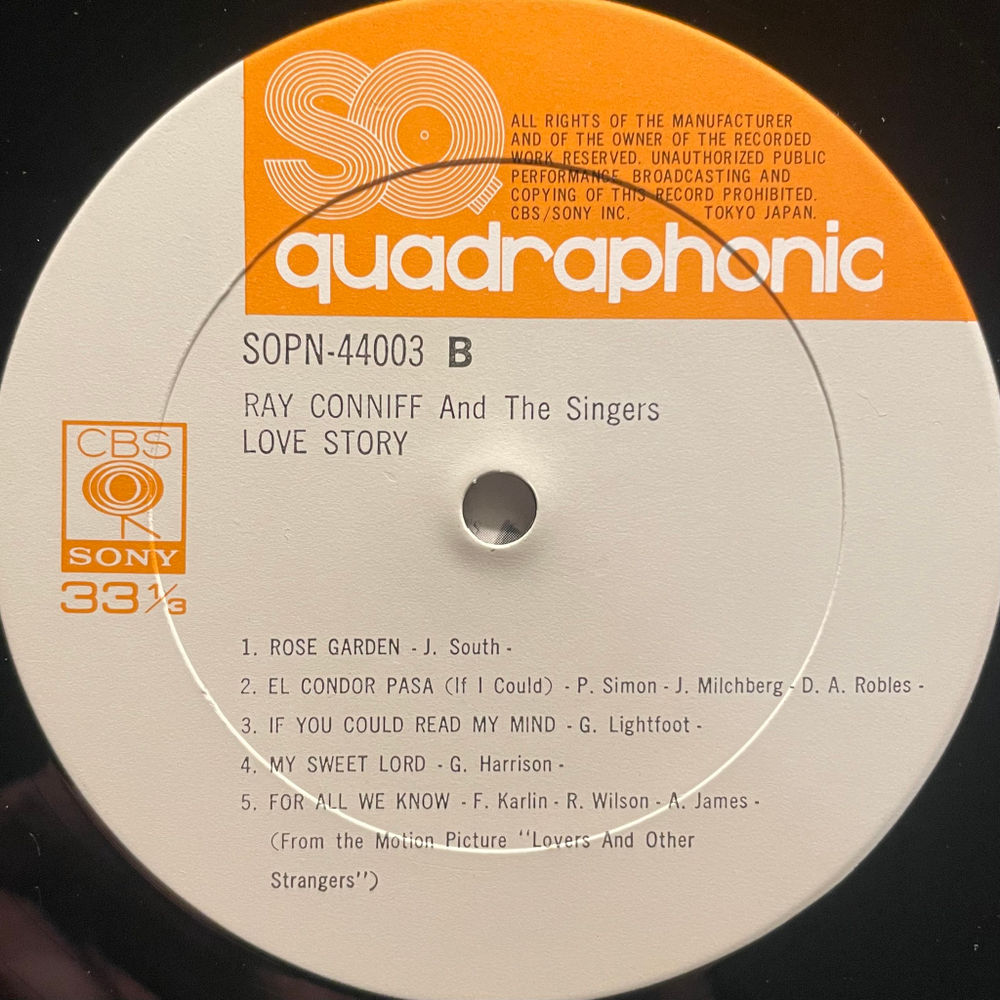 SQ
ALL RIGHTS OF THE MANUFACTURER
AND OF THE OWNER OF THE RECORDED
WORK RESERVED. UNAUTHORIZED PUBLIC
PERFORMANCE, BROADCASTING AND
COPYING OF THIS RECORD PROHIBITED.
CBS/SONY INC. TOKYO JAPAN.
quadraphonic
SOPN-44003 B
RAY CONNIFF And The Singers
LOVE STORY
CBS
SONY
33 1/3
1. ROSE GARDEN - J. South -
2. EL CONDOR PASA (If I Could) - P. Simon - J. Milchberg - D. A. Robles -
3. IF YOU COULD READ MY MIND - G. Lightfoot -
4. MY SWEET LORD - G. Harrison -
5. FOR ALL WE KNOW - F. Karlin - R. Wilson - A. James -
(From the Motion Picture ‘‘Lovers And Other
Strangers’’)